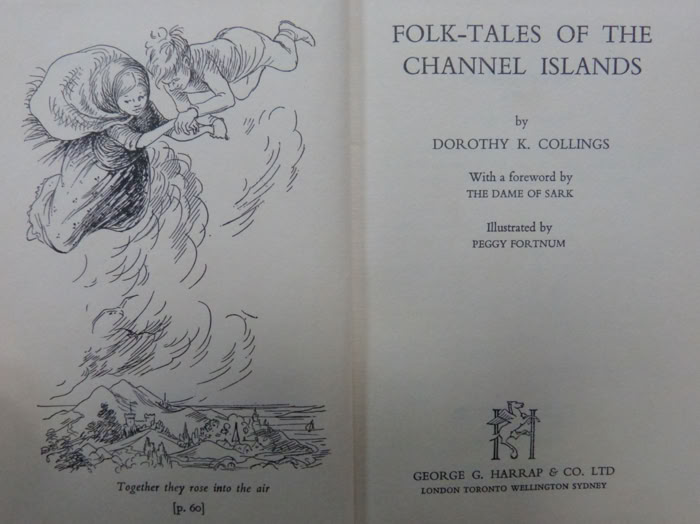 Together they rose into the air
[p. 60]
FOLK-TALES OF THE
CHANNEL ISLANDS
by
DOROTHY K. COLLINGS
With a foreword by
THE DAME OF SARK
Illustrated by
PEGGY FORTNUM
H
GEORGE G. HARRAP & CO. LTD
LONDON TORONTO WELLINGTON SYDNEY